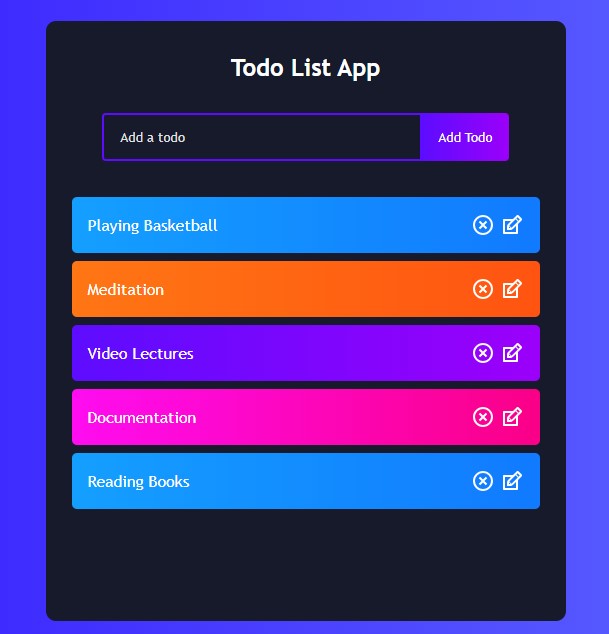 Todo List App
Add a todo
Add Todo
Playing Basketball
Meditation
Video Lectures
Documentation
Reading Books